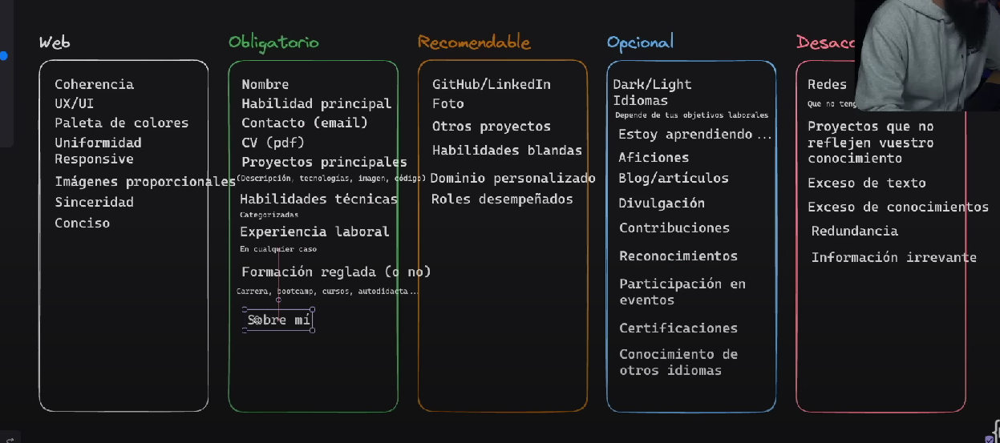 Web
Coherencia
UX/UI
Paleta de colores
Uniformidad
Responsive
Imágenes proporcionales
Sinceridad
Conciso
Obligatorio
Nombre
Habilidad principal
Contacto (email)
CV (pdf)
Proyectos principales
(Descripción, tecnologías, imagen, código)
Habilidades técnicas
Categorizadas
Experiencia laboral
En cualquier caso
Formación reglada (o no)
Carrera, bootcamp, cursos, autodidacta...
Sobre mí
Recomendable
GitHub/LinkedIn
Foto
Otros proyectos
Habilidades blandas
Dominio personalizado
Roles desempeñados
Opcional
Dark/Light
Idiomas
Depende de tus objetivos laborales
Estoy aprendiendo...
Aficiones
Blog/artículos
Divulgación
Contribuciones
Reconocimientos
Participación en
eventos
Certificaciones
Conocimiento de
otros idiomas
Redes
Que no
Proyectos que no
reflejen vuestro
conocimiento
Exceso de texto
Exceso de conocimientos
Redundancia
Información irrevante